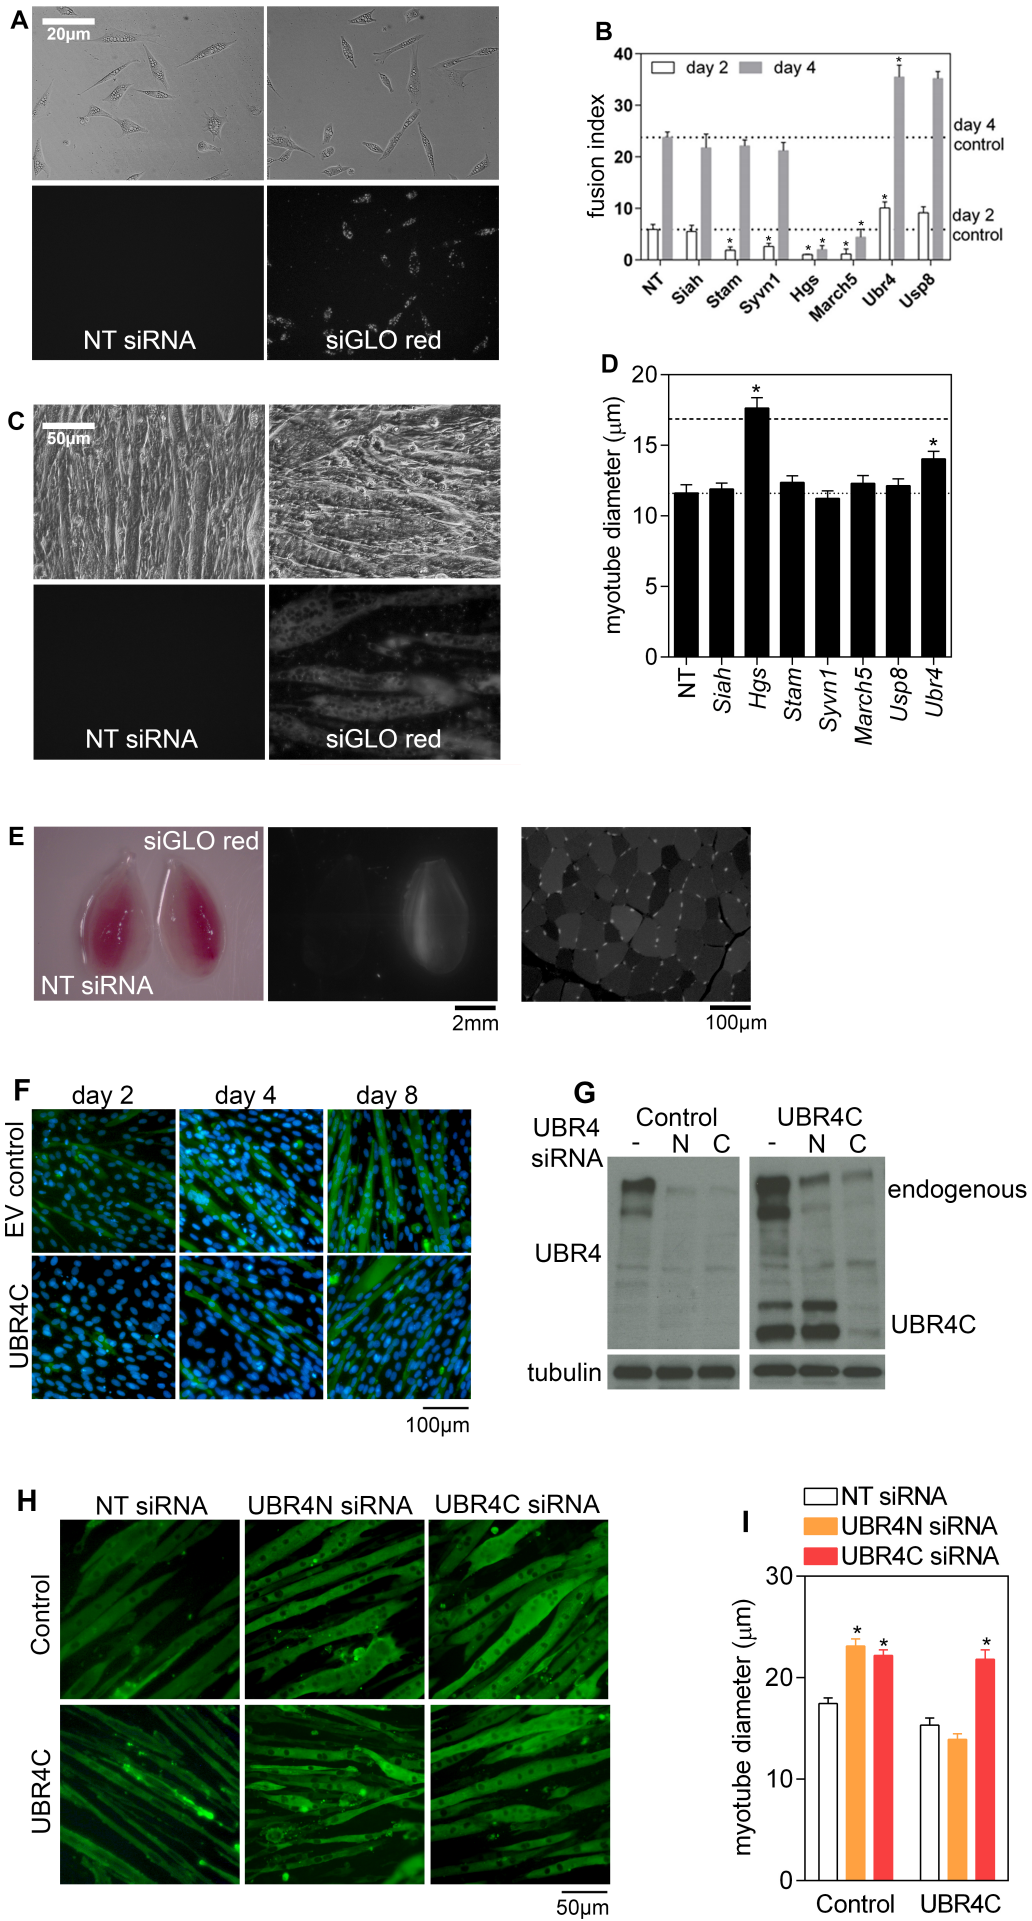 A
20µm
NT siRNA
siGLO red
B
fusion index
40
30
20
10
0
day 2
day 4
* * * * * * * *
day 4
control
day 2
control
NT
Siah
Stam
Syvn1
Hgs
March5
Ubr4
Usp8
C
50µm
NT siRNA
siGLO red
D
myotube diameter (µm)
20
15
10
5
0
*
*
NT
Siah
Hgs
Stam
Syvn1
March5
Usp8
Ubr4
E
siGLO red
NT siRNA
2mm
100µm
F
day 2
day 4
day 8
EV control
UBR4C
100µm
G
Control
UBR4C
UBR4
siRNA
- N C
- N C
endogenous
UBR4
UBR4C
tubulin
H
NT siRNA
UBR4N siRNA
UBR4C siRNA
Control
UBR4C
50µm
I
NT siRNA
UBR4N siRNA
UBR4C siRNA
myotube diameter (µm)
30
20
10
0
* *
*
Control
UBR4C